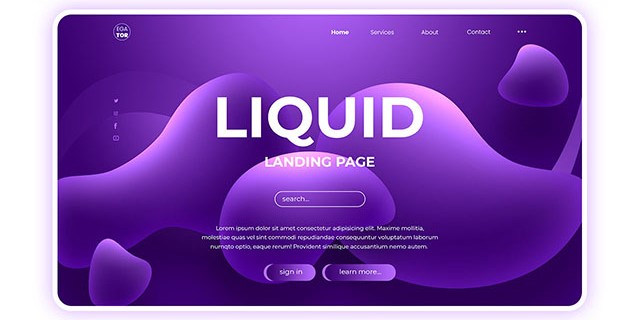 EGA
TOR
Home Services About Contact
LIQUID
LANDING PAGE
search...
Lorem ipsum dolor sit amet consectetur adipisicing elit. Maxime mollitia,
molestiae quas vel sint commodi repudiandae consequuntur voluptatum laborum
numqto optio, eaque rerum! Provident similique accusantium nemo autem.
sign in learn more...